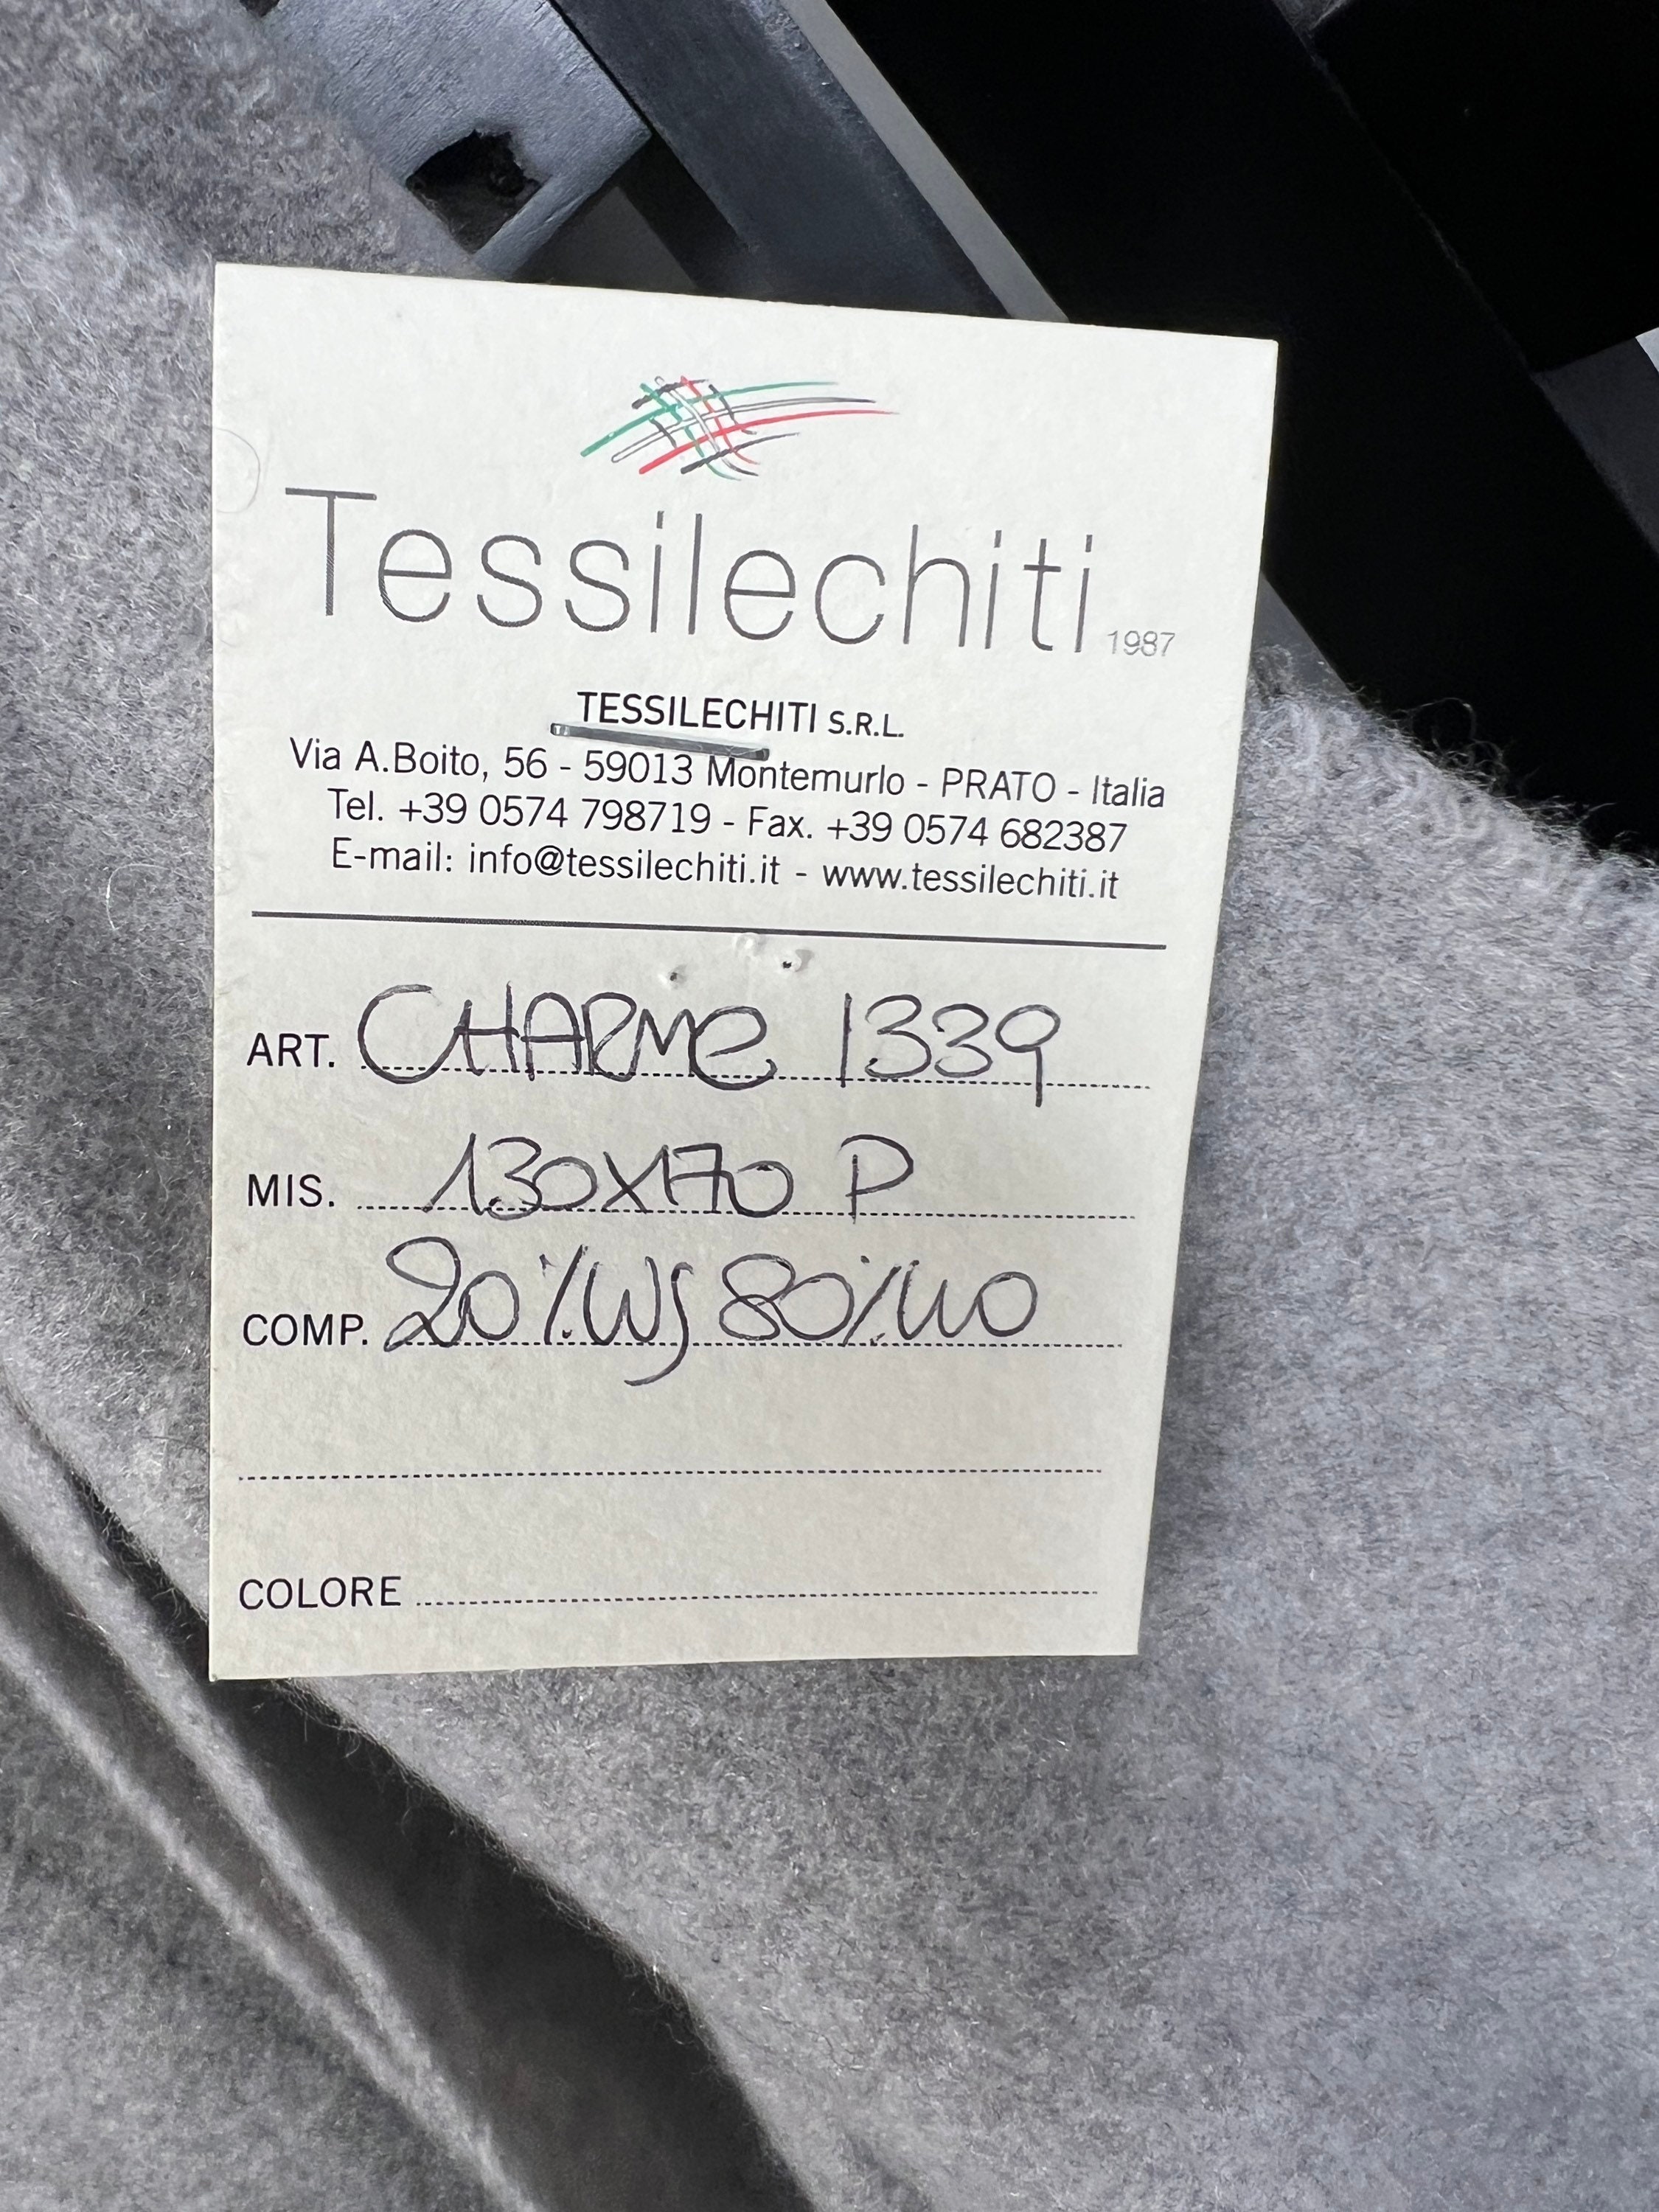 Tessilechiti 1987
TESSILECHITI S.R.L.
Via A.Boito, 56 - 59013 Montemurlo - PRATO - Italia
Tel. +39 0574 798719 - Fax. +39 0574 682387
E-mail: info@tessilechiti.it - www.tessilechiti.it
ART. CHARME 1339
MIS. 130X170 P
COMP. 20% WS 80% WO
COLORE